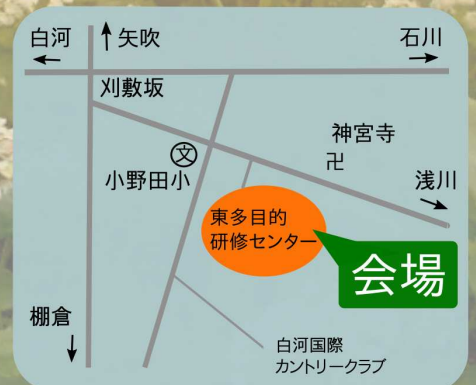 白河
矢吹
石川
刈敷坂
神宮寺
卍
文
小野田小
浅川
東多目的
研修センター
会場
棚倉
白河国際
カントリークラブ